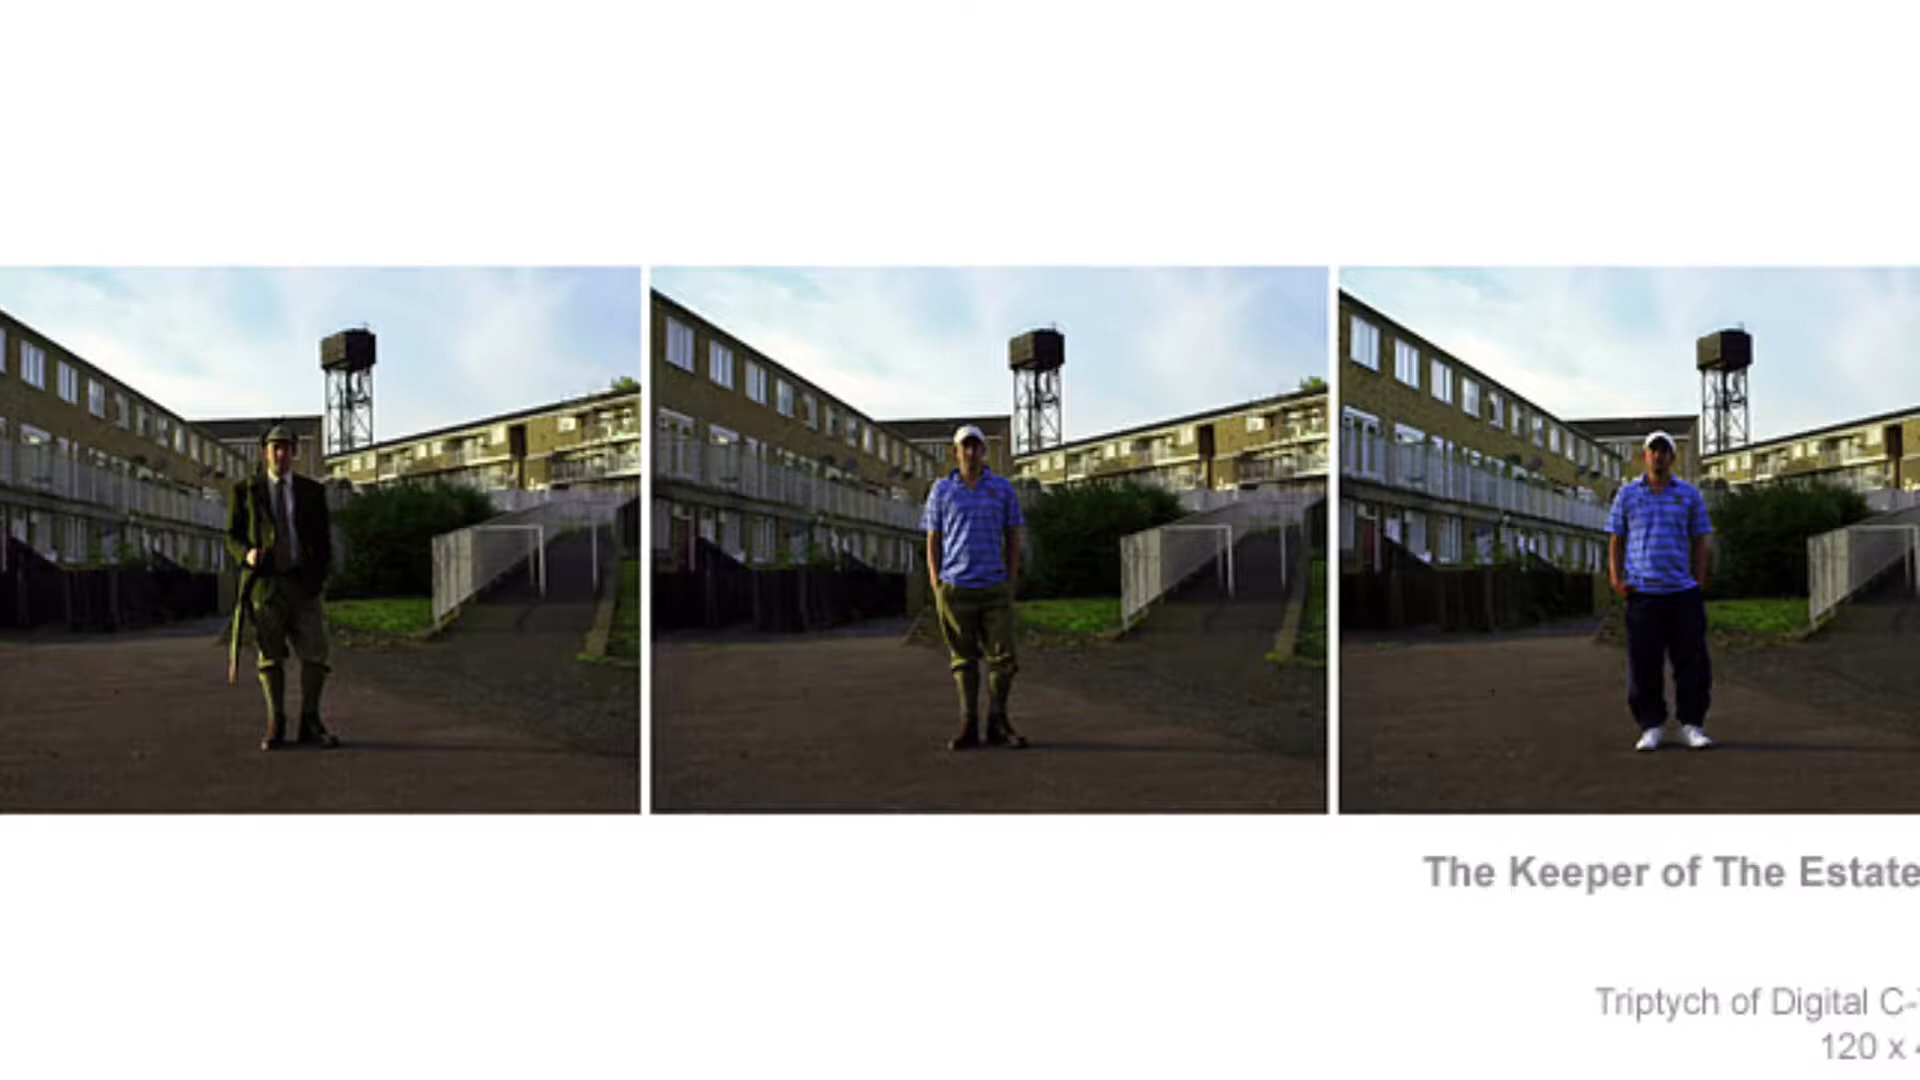 The Keeper of The Estate
Triptych of Digital C-
120 x